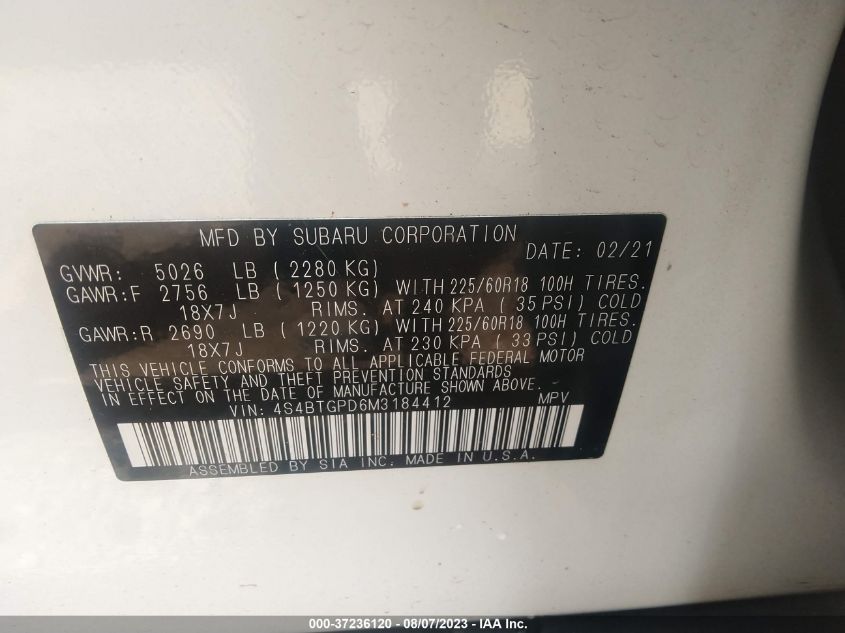 MFD BY SUBARU CORPORATION
DATE: 02/21
GVWR: 5026 LB (2280 KG)
GAWR:F 2756 LB (1250 KG) WITH 225/60R18 100H TIRES.
18X7J RIMS. AT 240 KPA (35 PSI) COLD
GAWR:R 2690 LB (1220 KG) WITH 225/60R18 100H TIRES.
18X7J RIMS. AT 230 KPA (33 PSI) COLD
THIS VEHICLE CONFORMS TO ALL APPLICABLE FEDERAL MOTOR
VEHICLE SAFETY AND THEFT PREVENTION STANDARDS
IN EFFECT ON THE DATE OF MANUFACTURE SHOWN ABOVE.
VIN: 4S4BTGPD6M3184412 MPV
ASSEMBLED BY SIA INC. MADE IN U.S.A.
000-37236120 - 08/07/2023 - IAA Inc.